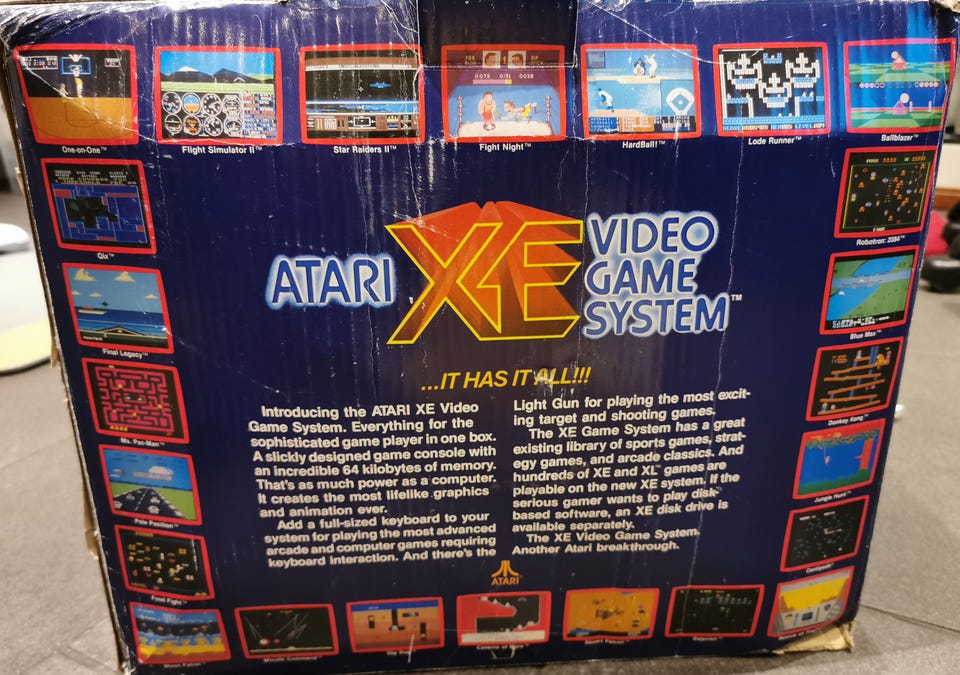 One-on-One™
Flight Simulator II™
Star Raiders II™
Fight Night™
HardBall!™
Lode Runner™
Ballblazer™
Qix™
Robotron: 2084™
Final Legacy™
Blue Max™
Ms. Pac-Man™
Donkey Kong™
Pole Position™
Jungle Hunt™
Food Fight™
Centipede™
ATARI XE VIDEO
GAME
SYSTEM™
...IT HAS IT ALL!!!
Introducing the ATARI XE Video
Game System. Everything for the
sophisticated game player in one box.
A slickly designed game console with
an incredible 64 kilobytes of memory.
That's as much power as a computer.
It creates the most lifelike graphics
and animation ever.
Add a full-sized keyboard to your
system for playing the most advanced
arcade and computer games requiring
keyboard interaction. And there's the
Light Gun for playing the most excit-
ing target and shooting games.
The XE Game System has a great
existing library of sports games, strat-
egy games, and arcade classics. And
hundreds of XE and XL™ games are
playable on the new XE system. If the
serious gamer wants to play disk-
based software, an XE disk drive is
available separately.
The XE Video Game System.
Another Atari breakthrough.
ATARI
Moon Patrol™
Missile Command™
Desert Falcon™
Galaxian™